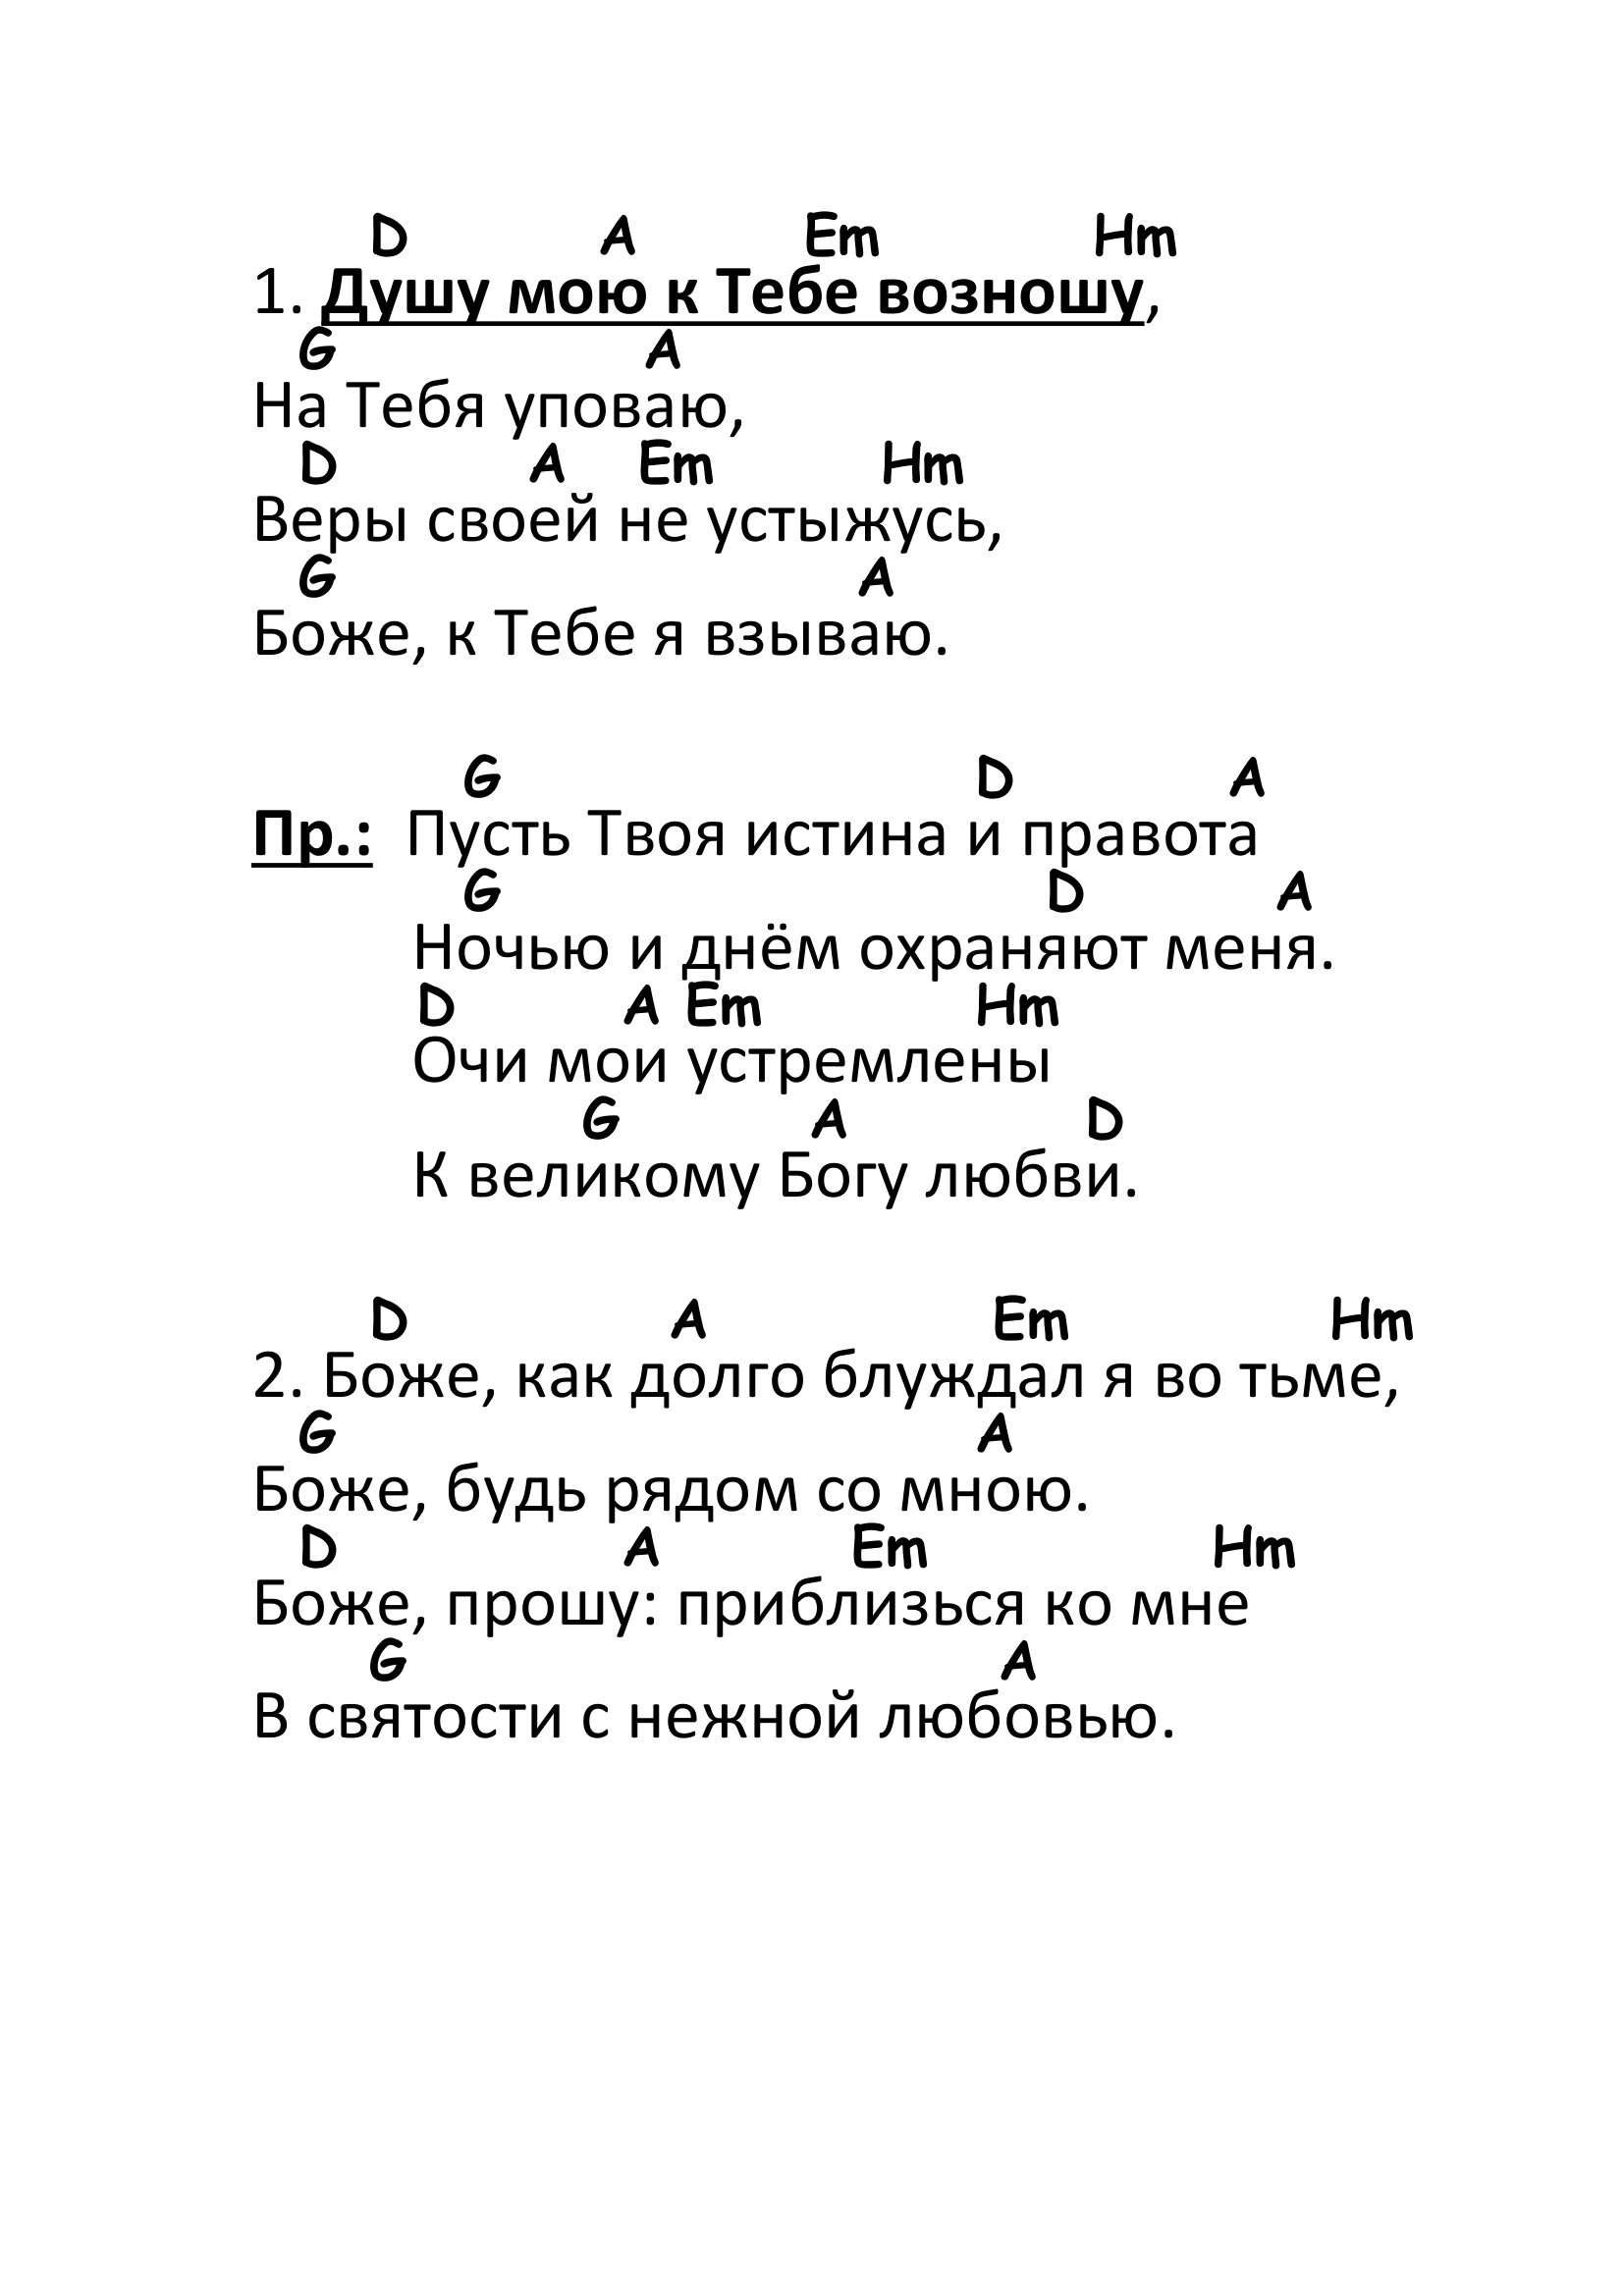 D A Em Hm
1. Душу мою к Тебе возношу,
G A
На Тебя уповаю,
D A Em Hm
Веры своей не устыжусь,
G A
Боже, к Тебе я взываю.
G D A
Пр.: Пусть Твоя истина и правота
G D A
Ночью и днём охраняют меня.
D A Em Hm
Очи мои устремлены
G A D
К великому Богу любви.
D A Em Hm
2. Боже, как долго блуждал я во тьме,
G A
Боже, будь рядом со мною.
D A Em Hm
Боже, прошу: приблизься ко мне
G A
В святости с нежной любовью.